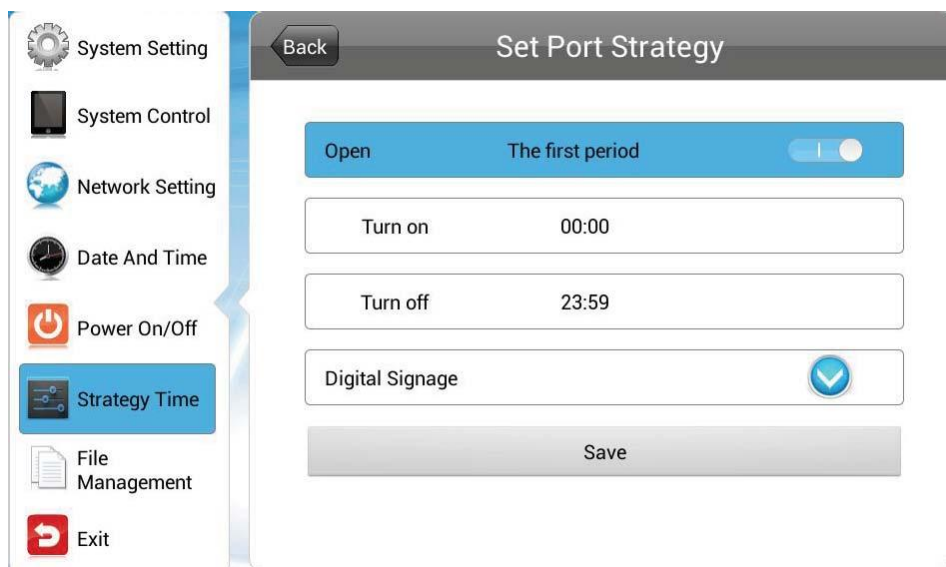 System Setting
System Control
Network Setting
Date And Time
Power On/Off
Strategy Time
File
Management
Exit
Back
Set Port Strategy
Open The first period
Turn on 00:00
Turn off 23:59
Digital Signage
Save